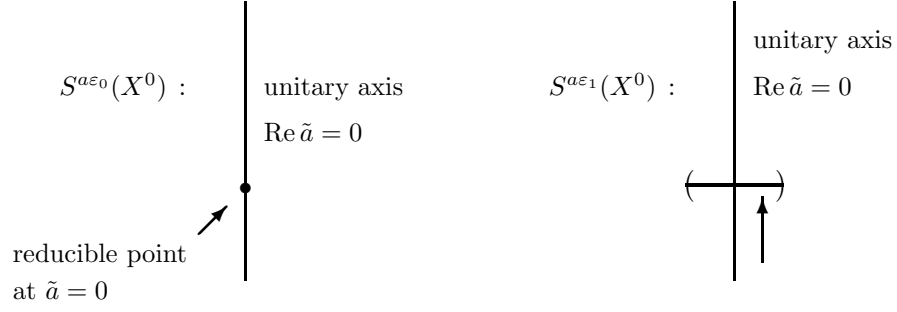 S^{aε_0}(X^0) :
unitary axis
Re ã = 0
reducible point
at ã = 0
unitary axis
S^{aε_1}(X^0) :
Re ã = 0
( )